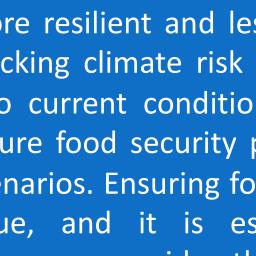 ore resilient and les
cking climate risk
o current conditio
ure food security p
enarios. Ensuring fo
ue, and it is es